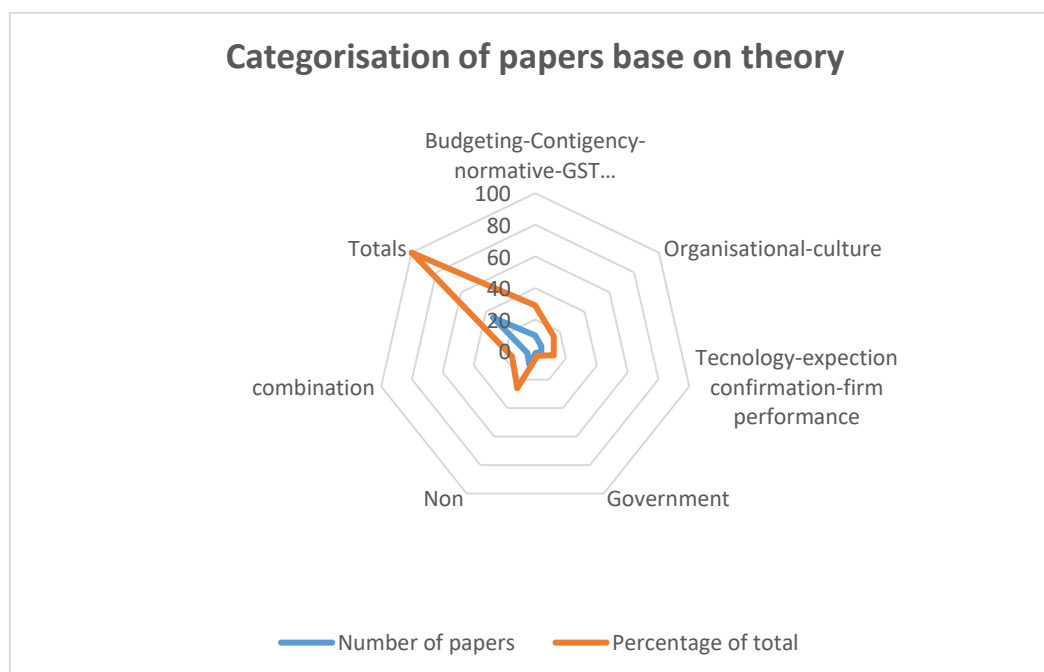 Categorisation of papers base on theory
Budgeting-Contigency-
normative-GST...
100
80
60
40
20
0
Organisational-culture
Tecnology-expection
confirmation-firm
performance
Government
Non
combination
Totals
Number of papers
Percentage of total